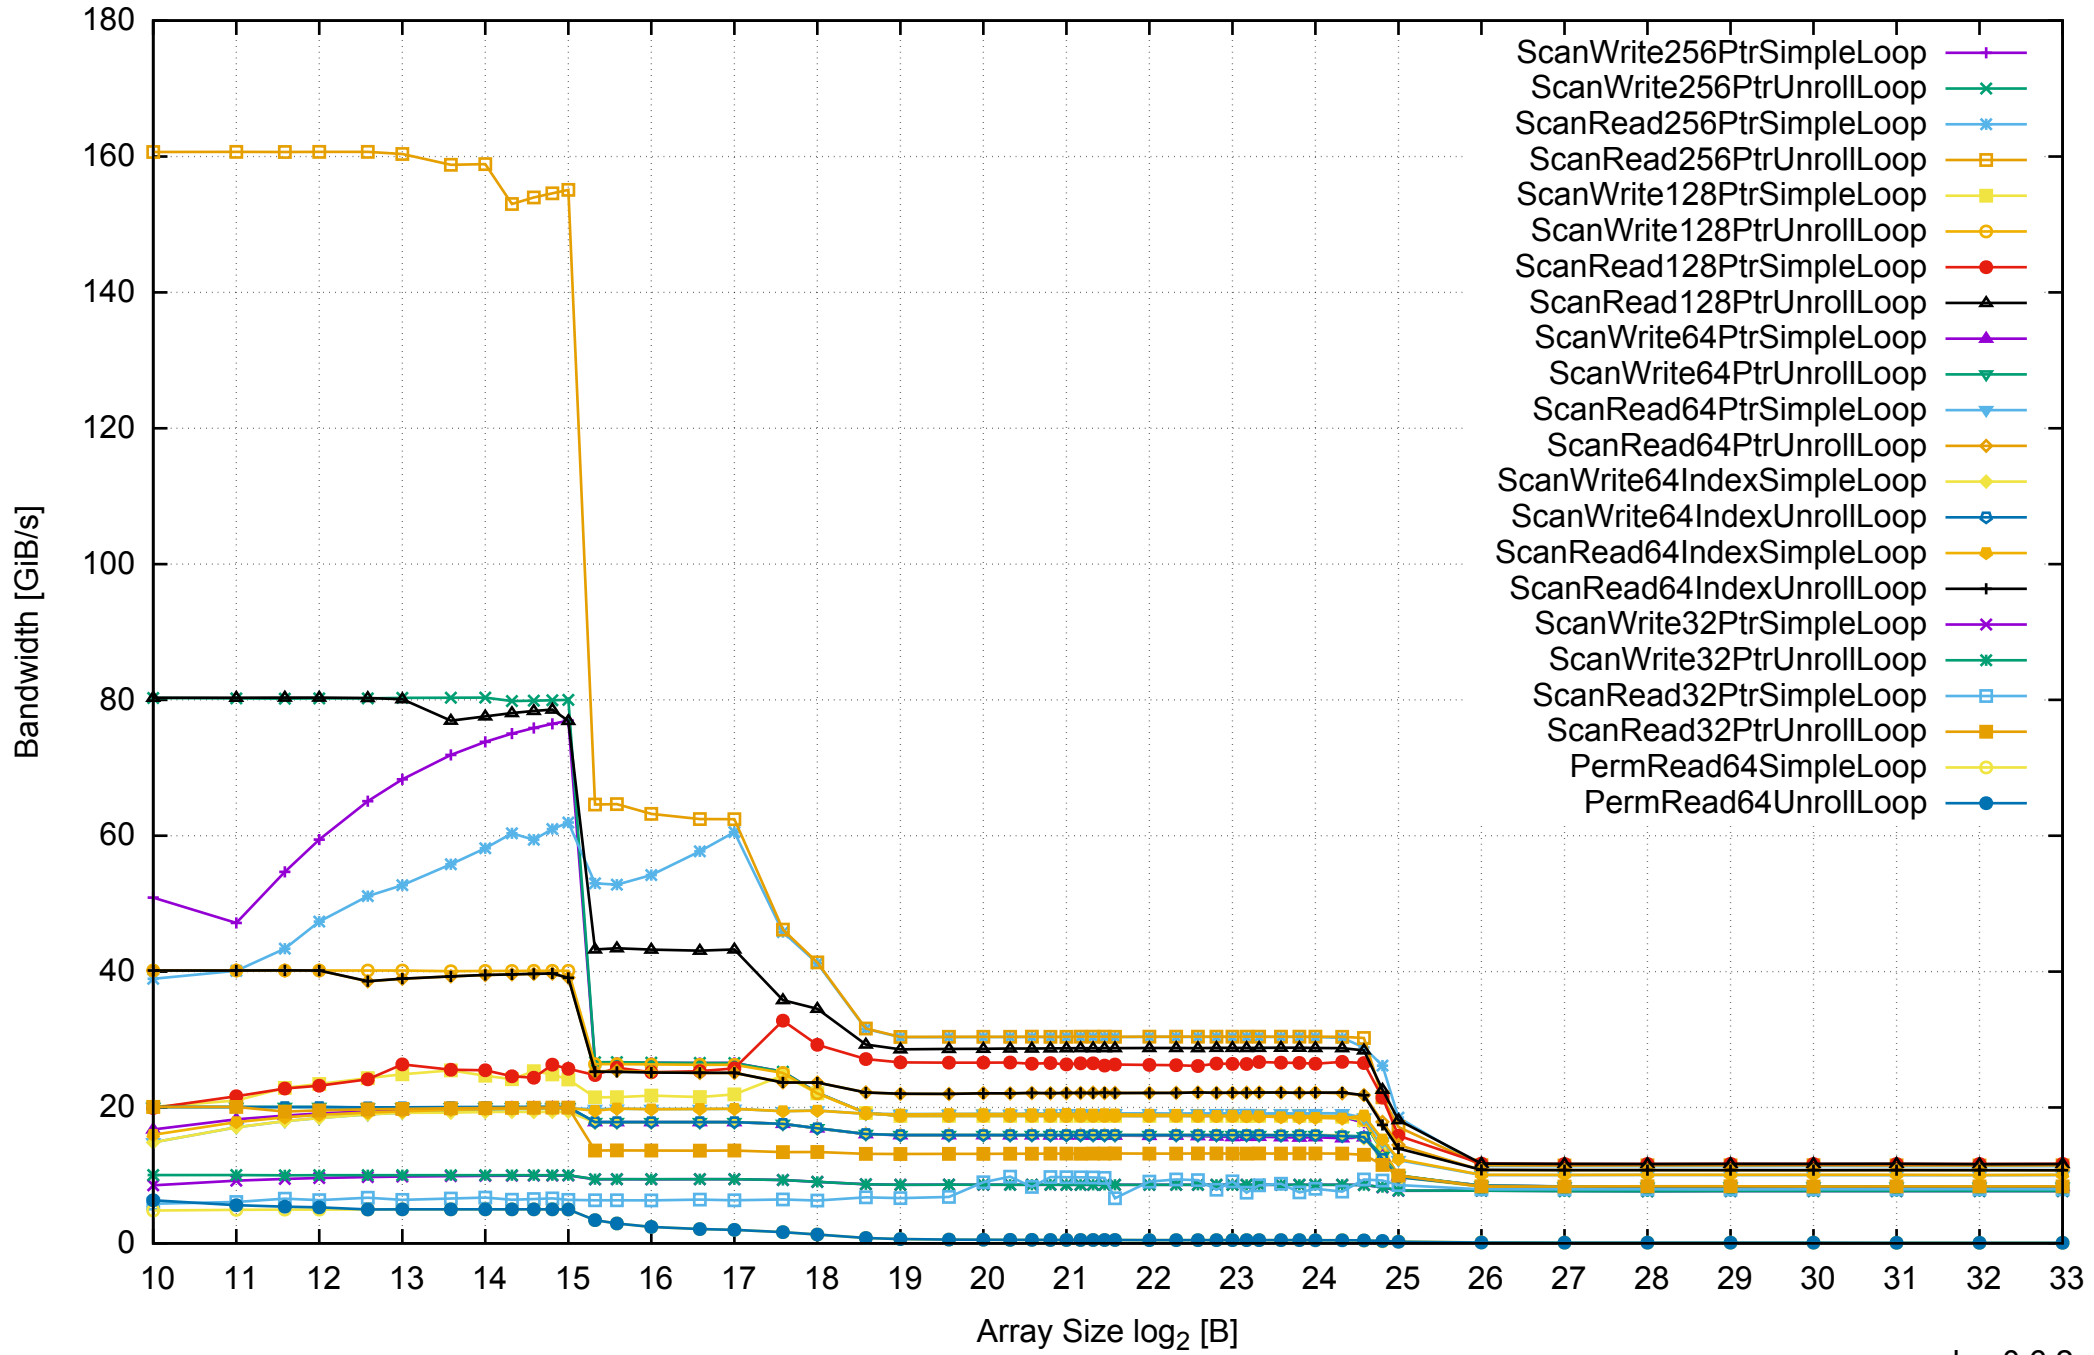 180
160
140
120
100
80
60
40
20
0
Bandwidth [GiB/s]
ScanWrite256PtrSimpleLoop
ScanWrite256PtrUnrollLoop
ScanRead256PtrSimpleLoop
ScanRead256PtrUnrollLoop
ScanWrite128PtrSimpleLoop
ScanWrite128PtrUnrollLoop
ScanRead128PtrSimpleLoop
ScanRead128PtrUnrollLoop
ScanWrite64PtrSimpleLoop
ScanWrite64PtrUnrollLoop
ScanRead64PtrSimpleLoop
ScanRead64PtrUnrollLoop
ScanWrite64IndexSimpleLoop
ScanWrite64IndexUnrollLoop
ScanRead64IndexSimpleLoop
ScanRead64IndexUnrollLoop
ScanWrite32PtrSimpleLoop
ScanWrite32PtrUnrollLoop
ScanRead32PtrSimpleLoop
ScanRead32PtrUnrollLoop
PermRead64SimpleLoop
PermRead64UnrollLoop
10 11 12 13 14 15 16 17 18 19 20 21 22 23 24 25 26 27 28 29 30 31 32 33
Array Size log₂ [B]